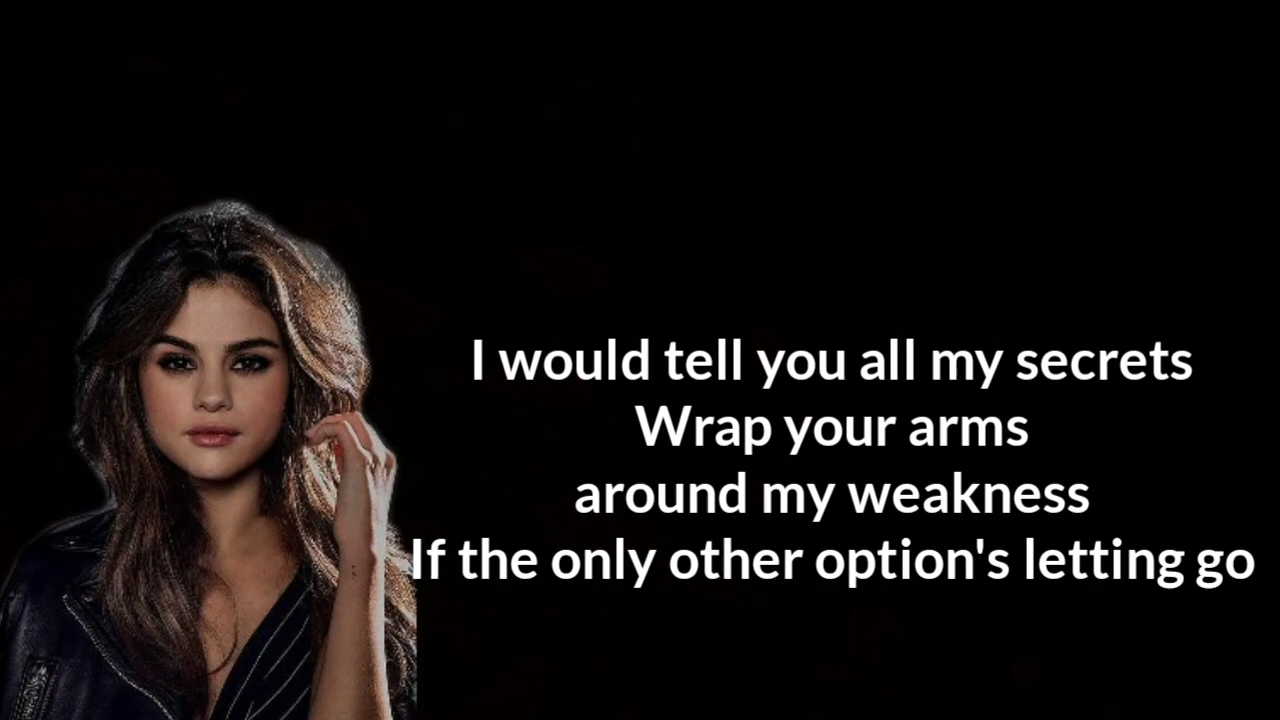 I would tell you all my secrets
Wrap your arms
around my weakness
If the only other option's letting go